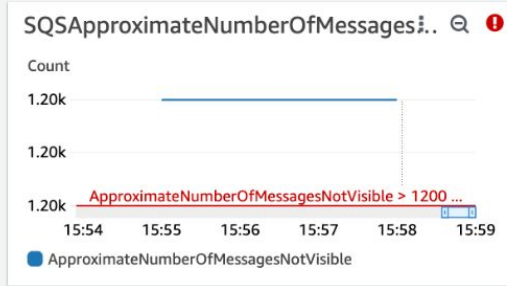 SQSApproximateNumberOfMessages...
Count
1.20k
1.20k
ApproximateNumberOfMessagesNotVisible > 1200 ...
1.20k
15:54 15:55 15:56 15:57 15:58 15:59
ApproximateNumberOfMessagesNotVisible